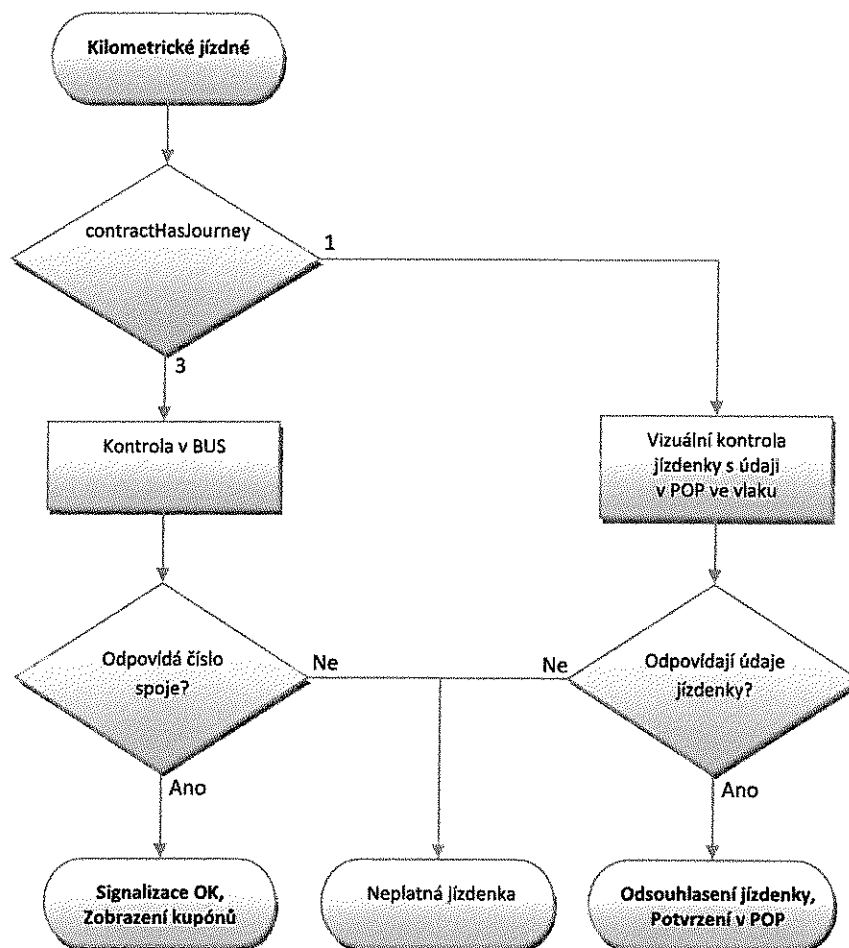 Kilometrické jízdné
contractHasJourney
1
3
Kontrola v BUS
Vizuální kontrola
jízdenky s údaji
v POP ve vlaku
Odpovídá číslo
spoje?
Ne
Ne
Odpovídají údaje
jízdenky?
Ano
Ano
Signalizace OK,
Zobrazení kupónů
Neplatná jízdenka
Odsouhlasení jízdenky,
Potvrzení v POP